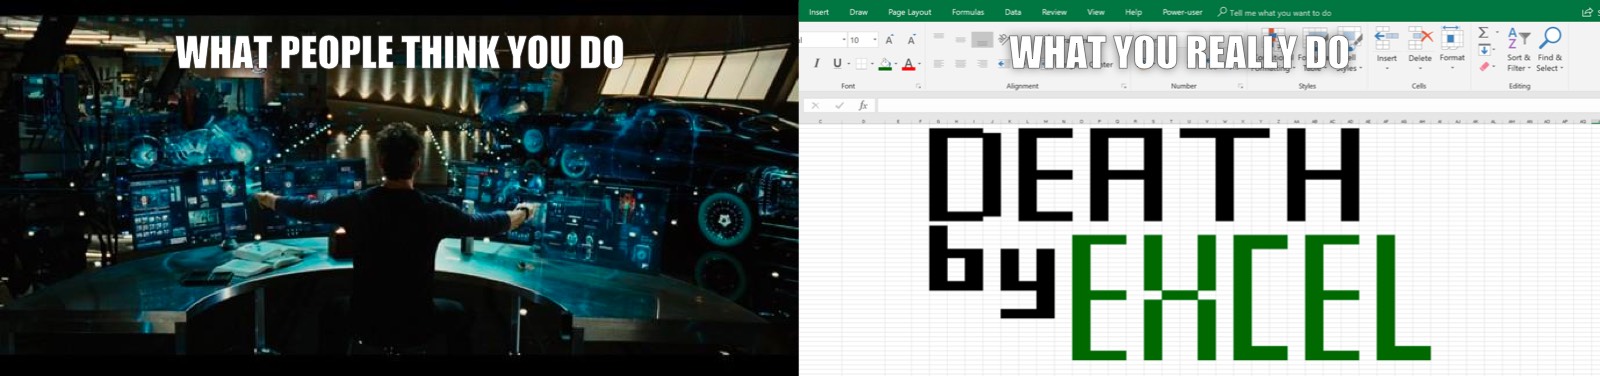 WHAT PEOPLE THINK YOU DO
Insert Draw Page Layout Formulas Data Review View Help Power-user Tell me what you want to do
WHAT YOU REALLY DO
10 A A
I U A
Insert Delete Format
Sort & Filter Find & Select
Font Alignment Number Styles Cells Editing
fx
DEATH
by EXCEL